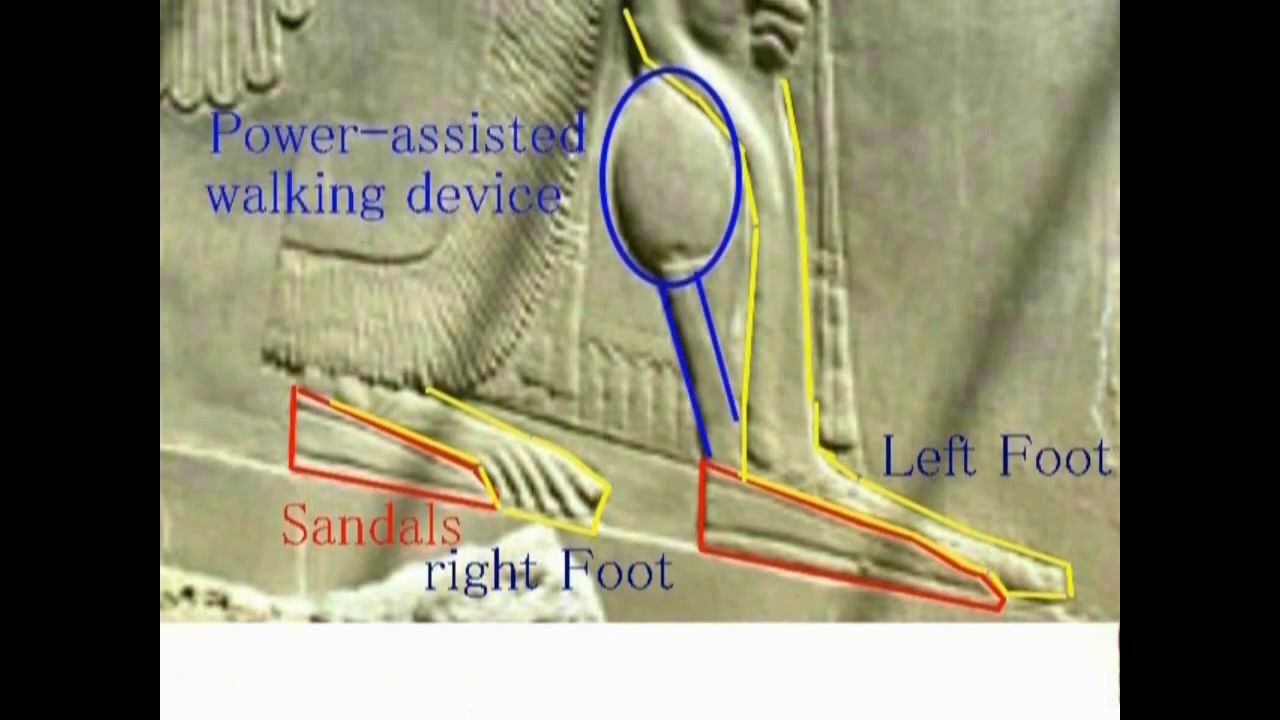 Power-assisted
walking device
Left Foot
Sandals
right Foot